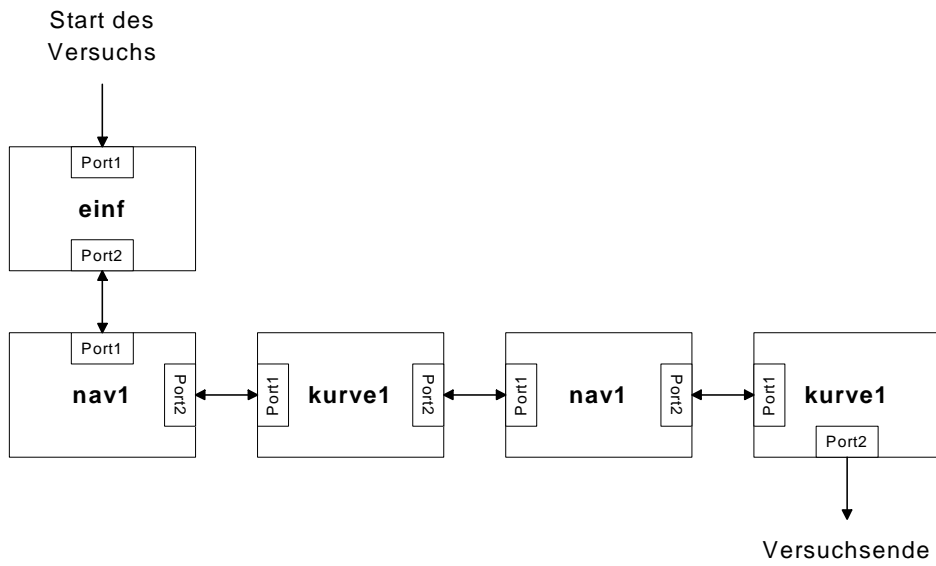 Start des
Versuchs
Port1
einf
Port2
Port1
nav1
Port2
Port1
kurve1
Port2
Port1
nav1
Port2
Port1
kurve1
Port2
Versuchsende